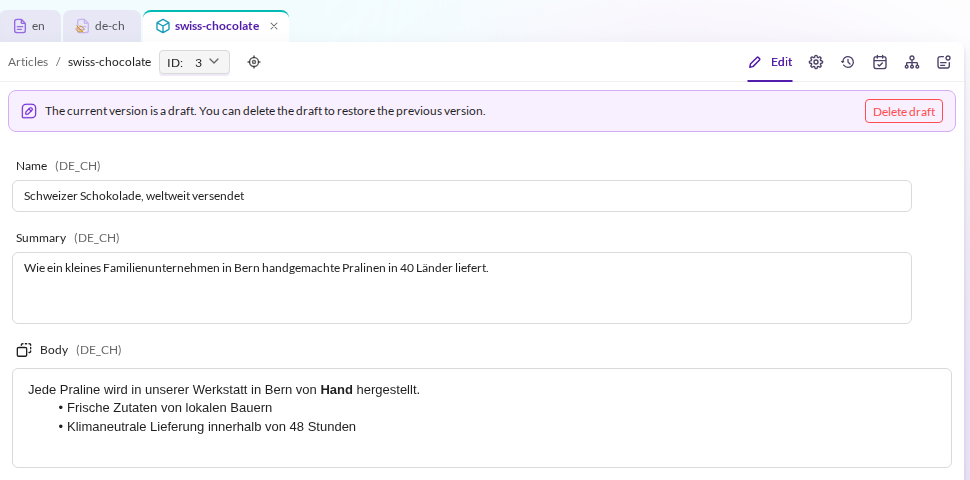 en
de-ch
swiss-chocolate
Articles / swiss-chocolate ID: 3
Edit
The current version is a draft. You can delete the draft to restore the previous version.
Delete draft
Name (DE_CH)
Schweizer Schokolade, weltweit versendet
Summary (DE_CH)
Wie ein kleines Familienunternehmen in Bern handgemachte Pralinen in 40 Länder liefert.
Body (DE_CH)
Jede Praline wird in unserer Werkstatt in Bern von Hand hergestellt.
• Frische Zutaten von lokalen Bauern
• Klimaneutrale Lieferung innerhalb von 48 Stunden